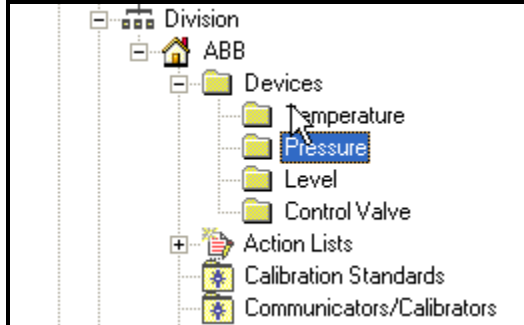 Division
ABB
Devices
Temperature
Pressure
Level
Control Valve
Action Lists
Calibration Standards
Communicators/Calibrators